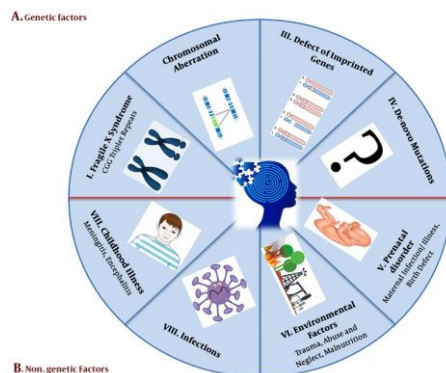 A. Genetic factors
Chromosomal
Aberration
III. Defect of Imprinted
Genes
I. Fragile X Syndrome
CGG Triplet Repeats
IV. De-novo Mutations
VIII. Childhood Illness
Meningitis, Encephalitis
V. Prenatal
disorder
Maternal Infection/ Illness,
Birth Defect
VIII. Infections
VI. Environmental
Factors
Trauma, Abuse and
Neglect, Malnutrition
B. Non. genetic Factors